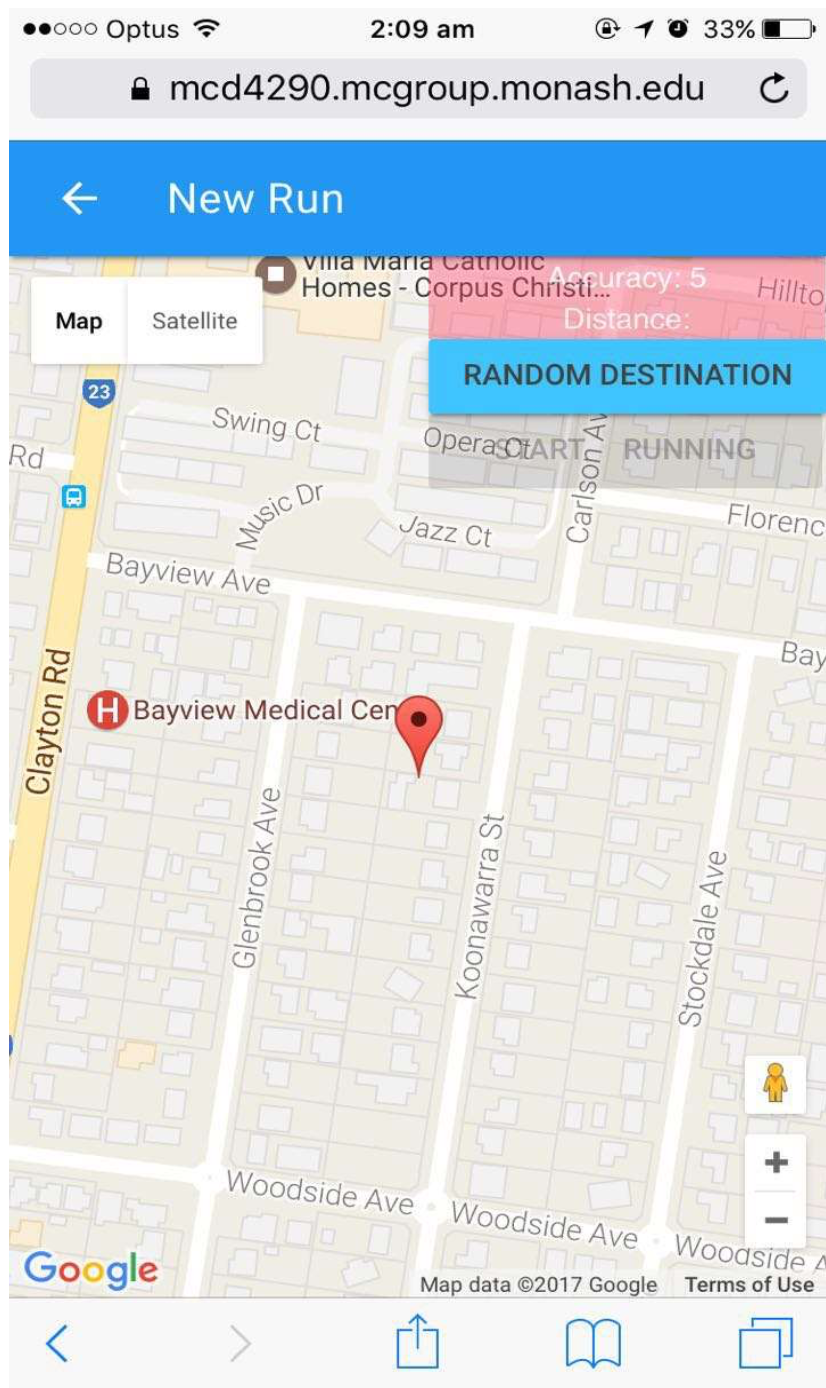 Optus 2:09 am 33%
mcd4290.mcgroup.monash.edu
New Run
Villa Maria Catholic
Homes - Corpus Christi...
Accuracy: 5
Distance:
Hillto
Map Satellite
RANDOM DESTINATION
START RUNNING
23
Swing Ct
Opera Ct
Carlson Av
Rd
Music Dr
Jazz Ct
Florenc
Bayview Ave
Bay
Clayton Rd
H Bayview Medical Cen
Glenbrook Ave
Koonawarra St
Stockdale Ave
Woodside Ave
Woodside Ave
Woodside A
Google
Map data ©2017 Google Terms of Use